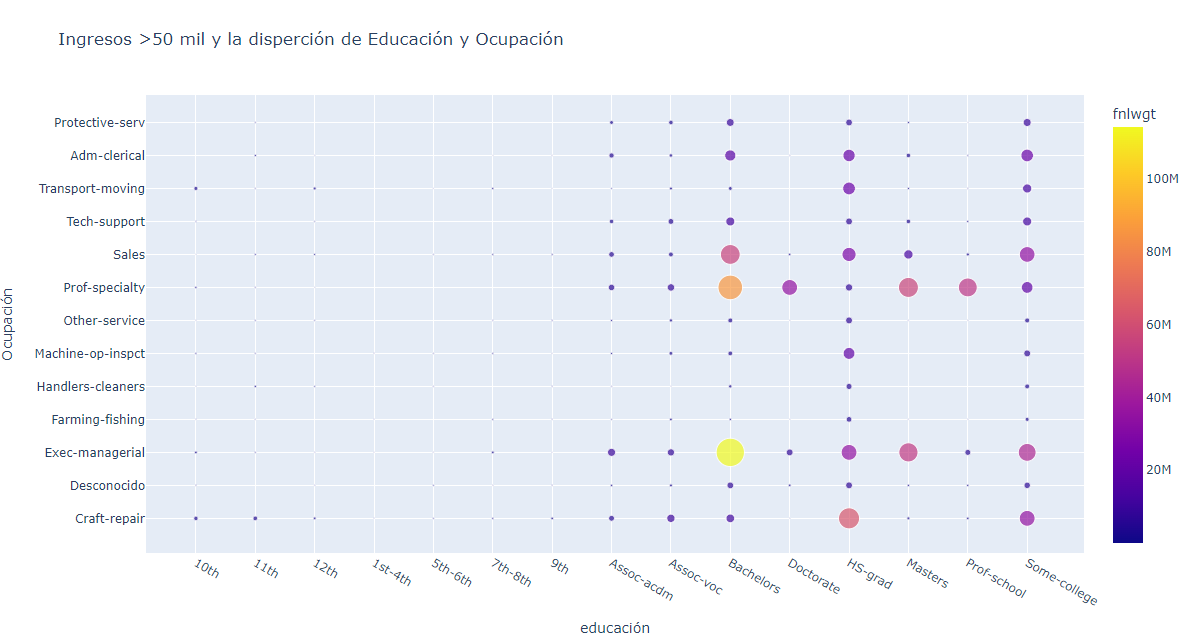 Ingresos >50 mil y la disperción de Educación y Ocupación
fnlwgt
Protective-serv
Adm-clerical
Transport-moving
Tech-support
Sales
Prof-specialty
Other-service
Machine-op-inspct
Handlers-cleaners
Farming-fishing
Exec-managerial
Desconocido
Craft-repair
Ocupación
100M
80M
60M
40M
20M
10th
11th
12th
1st-4th
5th-6th
7th-8th
9th
Assoc-acdm
Assoc-voc
Bachelors
Doctorate
HS-grad
Masters
Prof-school
Some-college
educación